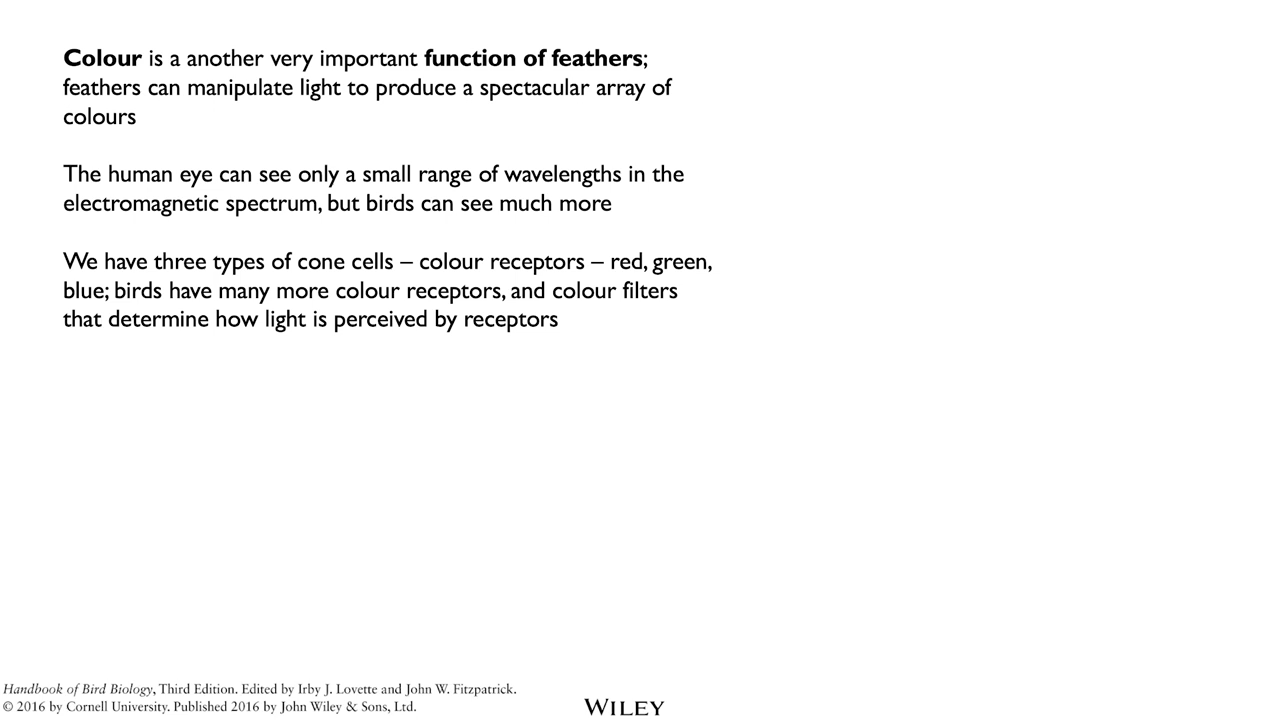 Colour is a another very important function of feathers;
feathers can manipulate light to produce a spectacular array of
colours
The human eye can see only a small range of wavelengths in the
electromagnetic spectrum, but birds can see much more
We have three types of cone cells – colour receptors – red, green,
blue; birds have many more colour receptors, and colour filters
that determine how light is perceived by receptors
Handbook of Bird Biology, Third Edition. Edited by Irby J. Lovette and John W. Fitzpatrick.
© 2016 by Cornell University. Published 2016 by John Wiley & Sons, Ltd.
WILEY